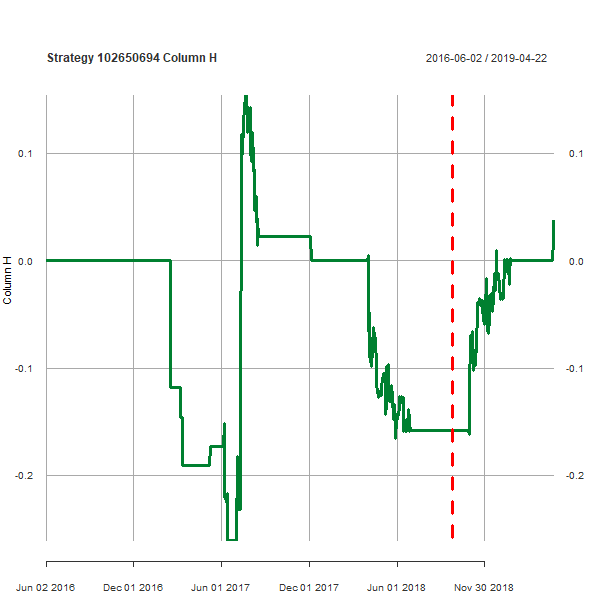 Strategy 102650694 Column H
2016-06-02 / 2019-04-22
0.1
0.1
0.0
0.0
Column H
-0.1
-0.1
-0.2
-0.2
Jun 02 2016
Dec 01 2016
Jun 01 2017
Dec 01 2017
Jun 01 2018
Nov 30 2018